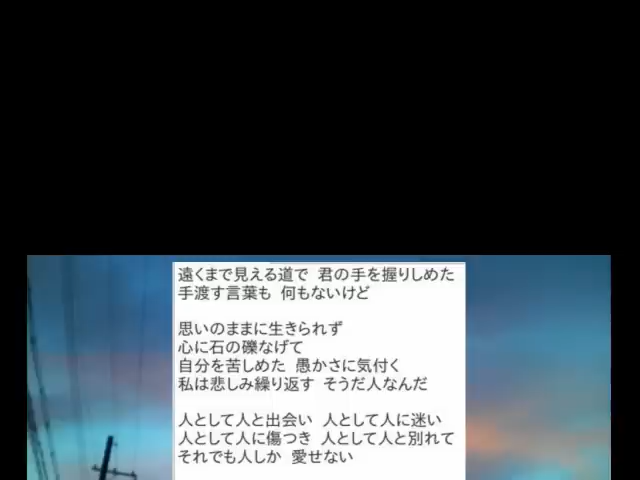 遠くまで見える道で　君の手を握りしめた
手渡す言葉も　何もないけど
思いのままに生きられず
心に石の礫なげて
自分を苦しめた　愚かさに気付く
私は悲しみ繰り返す　そうだ人なんだ
人として人と出会い　人として人に迷い
人として人に傷つき　人として人と別れて
それでも人しか　愛せない